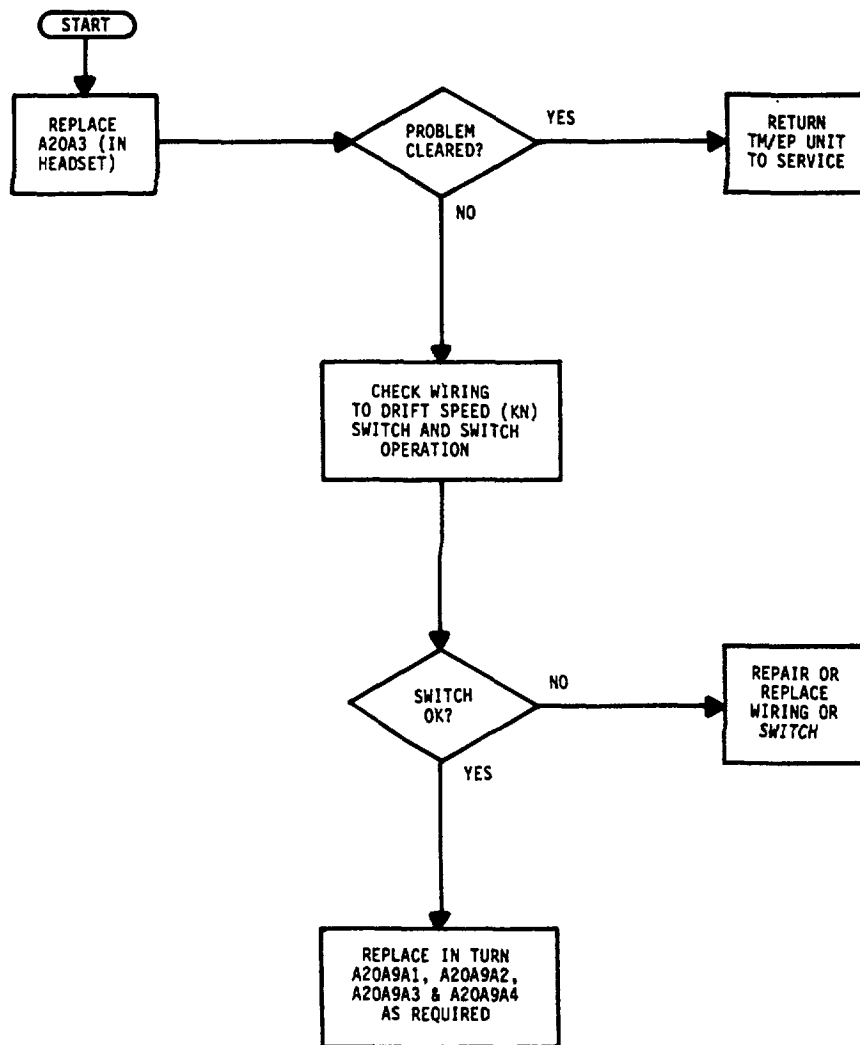 START
REPLACE
A20A3 (IN
HEADSET)
PROBLEM
CLEARED?
YES
RETURN
TM/EP UNIT
TO SERVICE
NO
CHECK WIRING
TO DRIFT SPEED (KN)
SWITCH AND SWITCH
OPERATION
SWITCH
OK?
NO
REPAIR OR
REPLACE
WIRING OR
SWITCH
YES
REPLACE IN TURN
A20A9A1, A20A9A2,
A20A9A3 & A20A9A4
AS REQUIRED